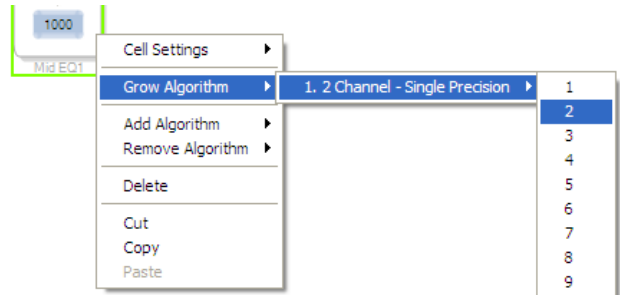 1000
Mid EQ1
Cell Settings
Grow Algorithm
Add Algorithm
Remove Algorithm
Delete
Cut
Copy
Paste
1. 2 Channel - Single Precision
1
2
3
4
5
6
7
8
9